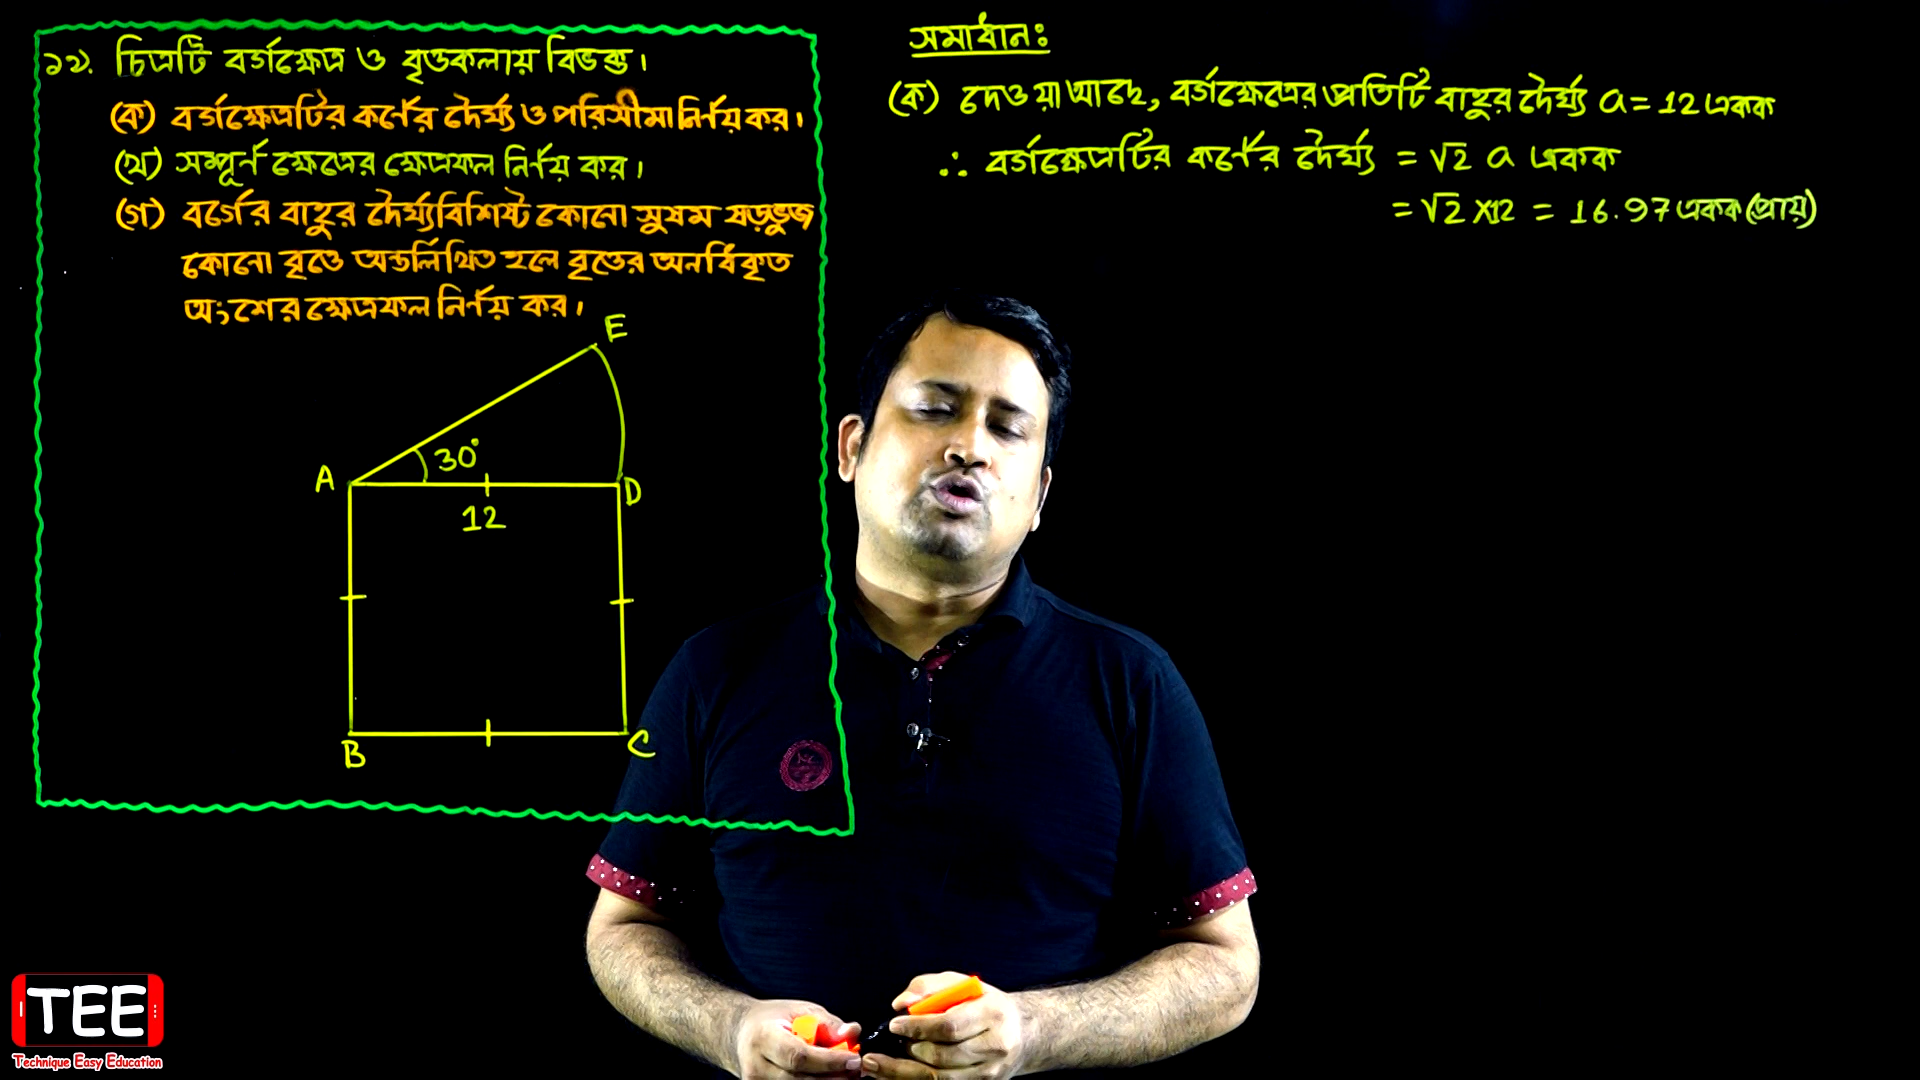 ১২. চিত্রটি বর্গক্ষেত্র ও বৃত্তকলায় বিভক্ত।
(ক) বর্গক্ষেত্রটির কর্ণের দৈর্ঘ্য ও পরিসীমা নির্ণয় কর।
(খ) সম্পূর্ণ ক্ষেত্রের ক্ষেত্রফল নির্ণয় কর।
(গ) বর্গের বাহুর দৈর্ঘ্যবিশিষ্ট কোনো সুষম ষড়ভুজ
কোনো বৃত্তে অন্তর্লিখিত হলে বৃত্তের অনধিকৃত
অংশের ক্ষেত্রফল নির্ণয় কর।
E
30°
A
D
12
B
C
সমাধানঃ
(ক) দেওয়া আছে, বর্গক্ষেত্রের প্রতিটি বাহুর দৈর্ঘ্য a = 12 একক
∴ বর্গক্ষেত্রটির কর্ণের দৈর্ঘ্য = √2 a একক
= √2 × 12 = 16.97 একক (প্রায়)
TEE
Technique Easy Education